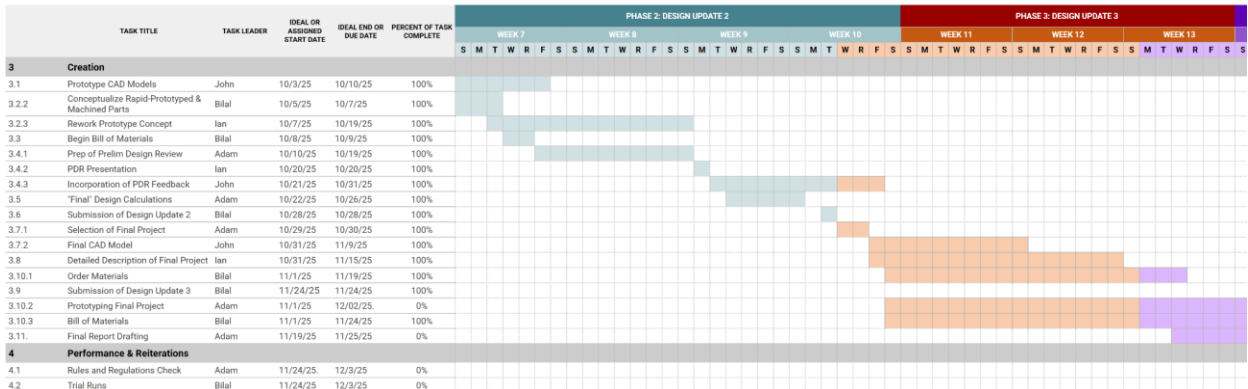 PHASE 2: DESIGN UPDATE 2 PHASE 3: DESIGN UPDATE 3
TASK TITLE TASK LEADER IDEAL OR ASSIGNED START DATE IDEAL END OR DUE DATE PERCENT OF TASK COMPLETE
WEEK 7 WEEK 8 WEEK 9 WEEK 10 WEEK 11 WEEK 12 WEEK 13
S M T W R F S S M T W R F S S M T W R F S S M T W R F S S M T W R F S S M T W R F S S M T W R F S S
3 Creation
3.1 Prototype CAD Models John 10/3/25 10/10/25 100%
3.2.2 Conceptualize Rapid-Prototyped & Machined Parts Bilal 10/5/25 10/7/25 100%
3.2.3 Rework Prototype Concept Ian 10/7/25 10/19/25 100%
3.3 Begin Bill of Materials Bilal 10/8/25 10/9/25 100%
3.4.1 Prep of Prelim Design Review Adam 10/10/25 10/19/25 100%
3.4.2 PDR Presentation Ian 10/20/25 10/20/25 100%
3.4.3 Incorporation of PDR Feedback John 10/21/25 10/31/25 100%
3.5 "Final" Design Calculations Adam 10/22/25 10/26/25 100%
3.6 Submission of Design Update 2 Bilal 10/28/25 10/28/25 100%
3.7.1 Selection of Final Project Adam 10/29/25 10/30/25 100%
3.7.2 Final CAD Model John 10/31/25 11/9/25 100%
3.8 Detailed Description of Final Project Ian 10/31/25 11/15/25 100%
3.10.1 Order Materials Bilal 11/1/25 11/19/25 100%
3.9 Submission of Design Update 3 Bilal 11/24/25 11/24/25 100%
3.10.2 Prototyping Final Project Adam 11/1/25 12/02/25. 0%
3.10.3 Bill of Materials Bilal 11/1/25 11/24/25 100%
3.11. Final Report Drafting Adam 11/19/25 11/25/25 0%
4 Performance & Reiterations
4.1 Rules and Regulations Check Adam 11/24/25. 12/3/25 0%
4.2 Trial Runs Bilal 11/24/25 12/3/25 0%